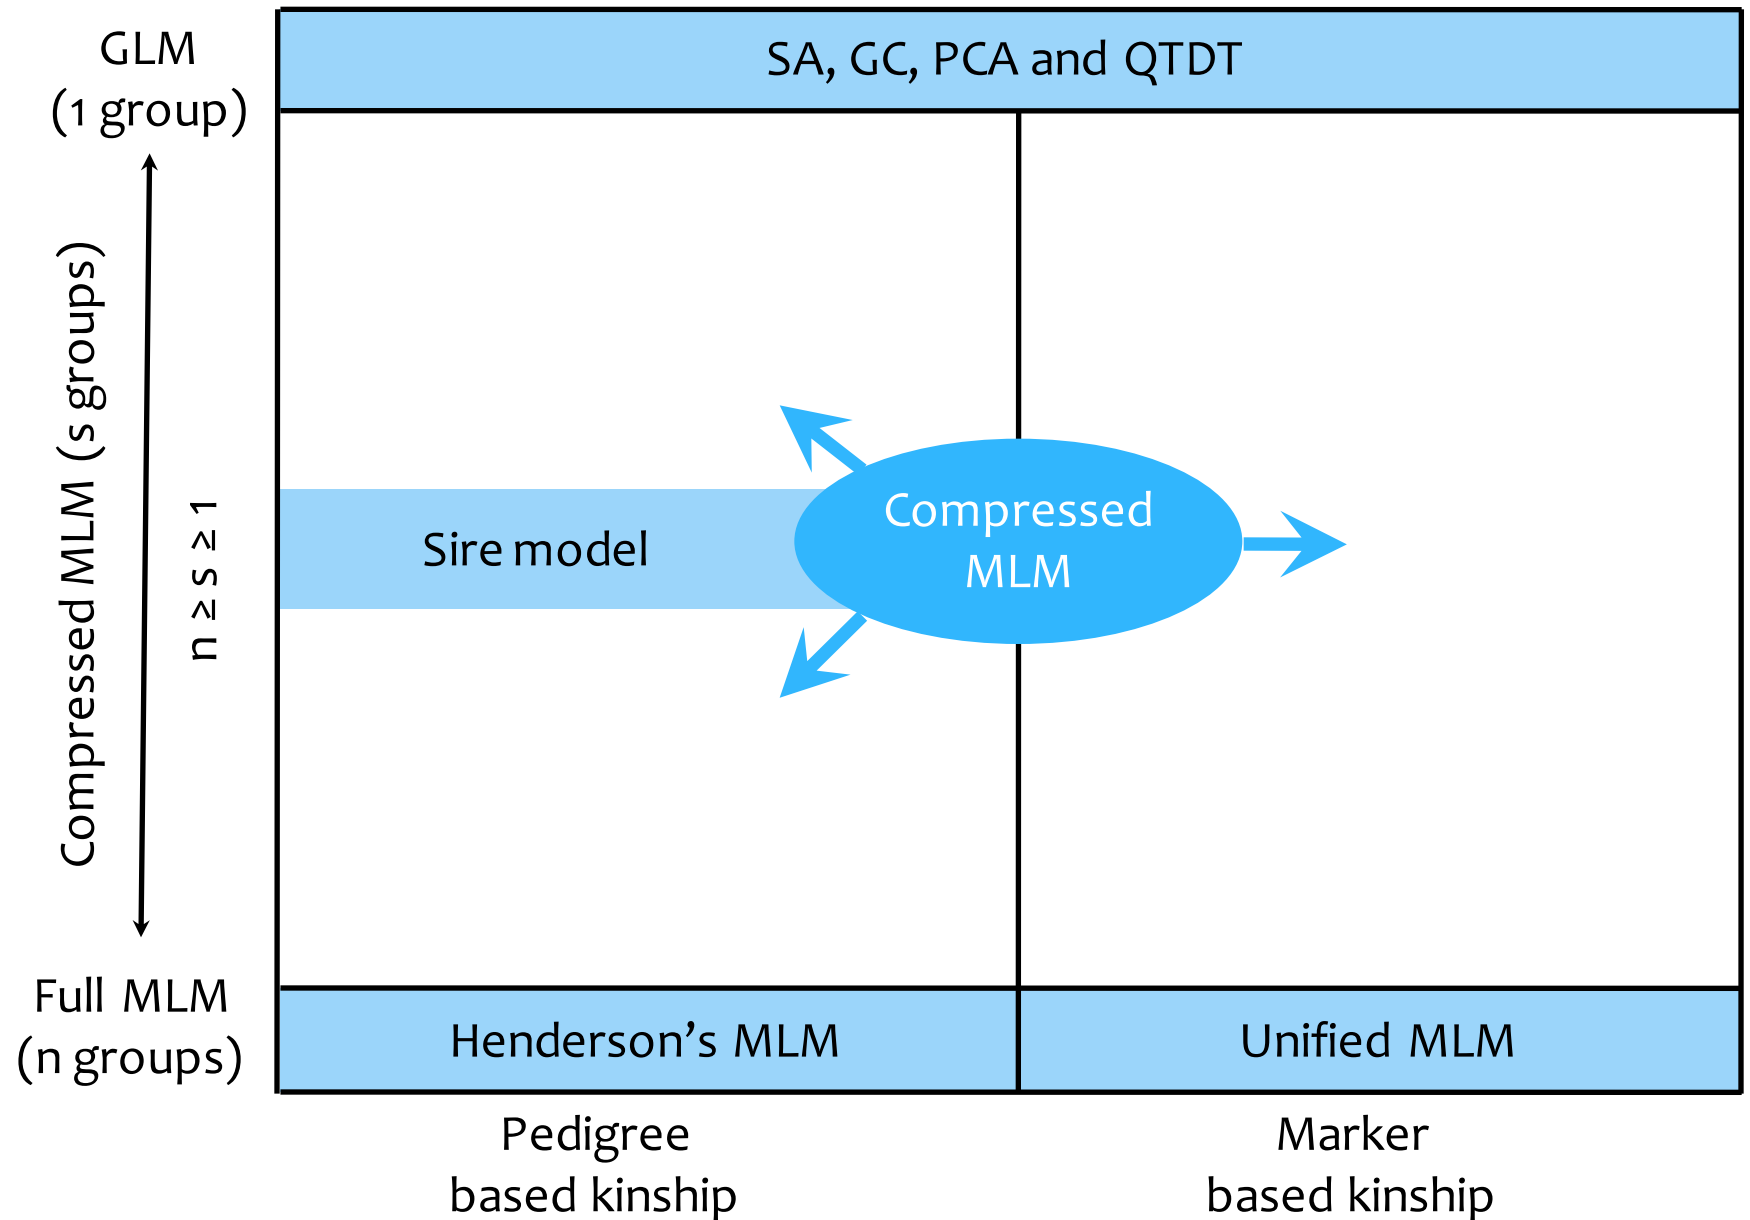 GLM
(1 group)
SA, GC, PCA and QTDT
Compressed MLM (s groups)
n ≥ s ≥ 1
Sire model
Compressed
MLM
Full MLM
(n groups)
Henderson’s MLM
Unified MLM
Pedigree
based kinship
Marker
based kinship